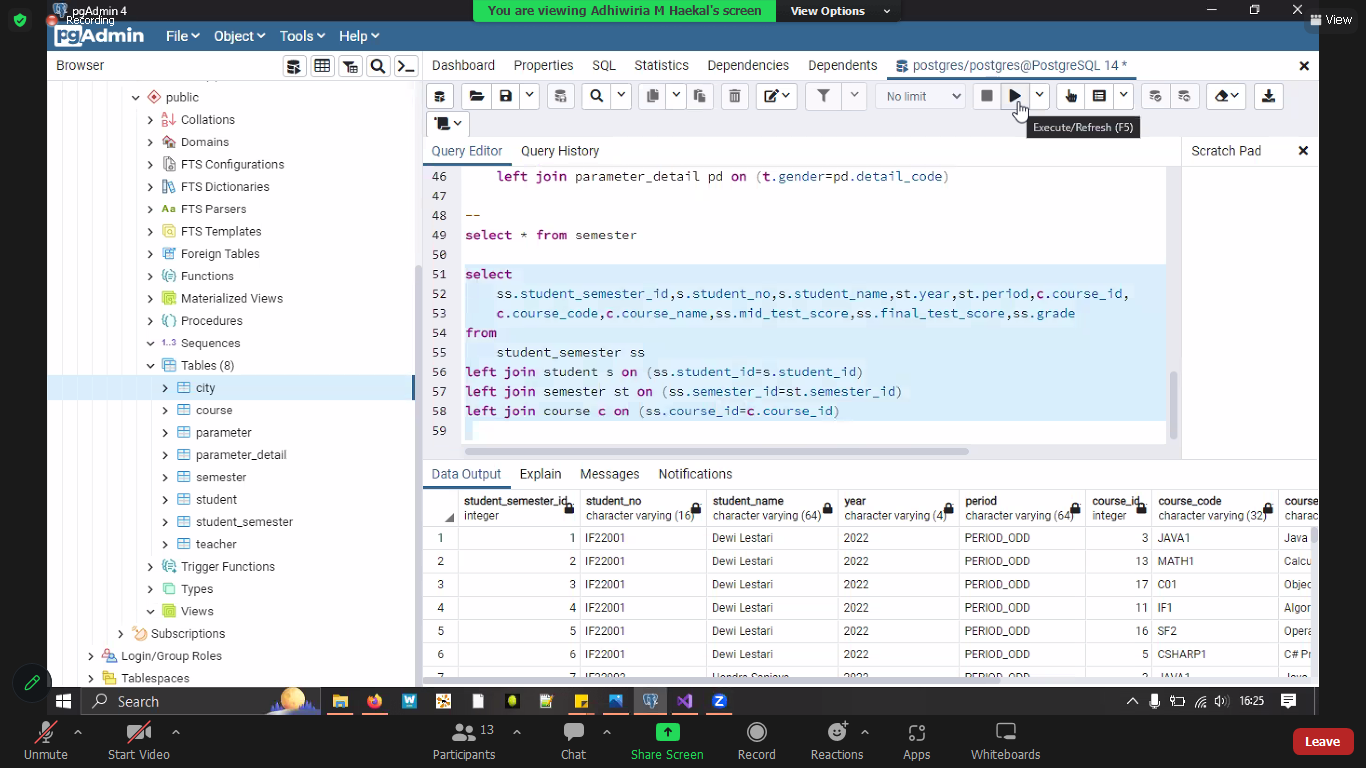 pgAdmin 4
Recording
You are viewing Adhiwiria M Haekal's screen
View Options
View
pgAdmin
File
Object
Tools
Help
Browser
Dashboard
Properties
SQL
Statistics
Dependencies
Dependents
postgres/postgres@PostgreSQL 14 *
No limit
Execute/Refresh (F5)
public
Collations
Domains
FTS Configurations
FTS Dictionaries
Aa FTS Parsers
FTS Templates
Foreign Tables
Functions
Materialized Views
Procedures
1..3 Sequences
Tables (8)
city
course
parameter
parameter_detail
semester
student
student_semester
teacher
Trigger Functions
Types
Views
Subscriptions
Login/Group Roles
Tablespaces
Query Editor
Query History
Scratch Pad
46 left join parameter_detail pd on (t.gender=pd.detail_code)
47
48 --
49 select * from semester
50
51 select
52 ss.student_semester_id,s.student_no,s.student_name,st.year,st.period,c.course_id,
53 c.course_code,c.course_name,ss.mid_test_score,ss.final_test_score,ss.grade
54 from
55 student_semester ss
56 left join student s on (ss.student_id=s.student_id)
57 left join semester st on (ss.semester_id=st.semester_id)
58 left join course c on (ss.course_id=c.course_id)
59
Data Output
Explain
Messages
Notifications
student_semester_id student_no student_name year period course_id course_code course
integer character varying (16) character varying (64) character varying (4) character varying (64) integer character varying (32) charac
1 1 IF22001 Dewi Lestari 2022 PERIOD_ODD 3 JAVA1 Java
2 2 IF22001 Dewi Lestari 2022 PERIOD_ODD 13 MATH1 Calcu
3 3 IF22001 Dewi Lestari 2022 PERIOD_ODD 17 C01 Objec
4 4 IF22001 Dewi Lestari 2022 PERIOD_ODD 11 IF1 Algor
5 5 IF22001 Dewi Lestari 2022 PERIOD_ODD 16 SF2 Opera
6 6 IF22001 Dewi Lestari 2022 PERIOD_ODD 5 CSHARP1 C# Pr
Search
16:25
Unmute
Start Video
Participants
13
Chat
Share Screen
Record
Reactions
Apps
Whiteboards
Leave